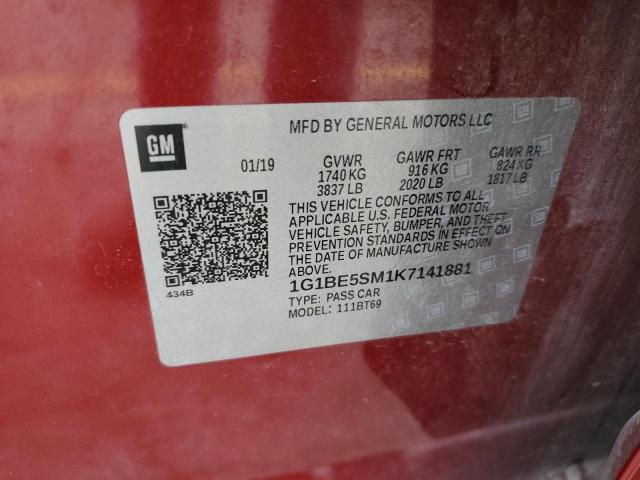 GM
MFD BY GENERAL MOTORS LLC
01/19 GVWR GAWR FRT GAWR RR
1740 KG 916 KG 824 KG
3837 LB 2020 LB 1817 LB
THIS VEHICLE CONFORMS TO ALL
APPLICABLE U.S. FEDERAL MOTOR
VEHICLE SAFETY, BUMPER, AND THEFT
PREVENTION STANDARDS IN EFFECT ON
THE DATE OF MANUFACTURE SHOWN
ABOVE.
1G1BE5SM1K7141881
434B
TYPE: PASS CAR
MODEL: 111BT69